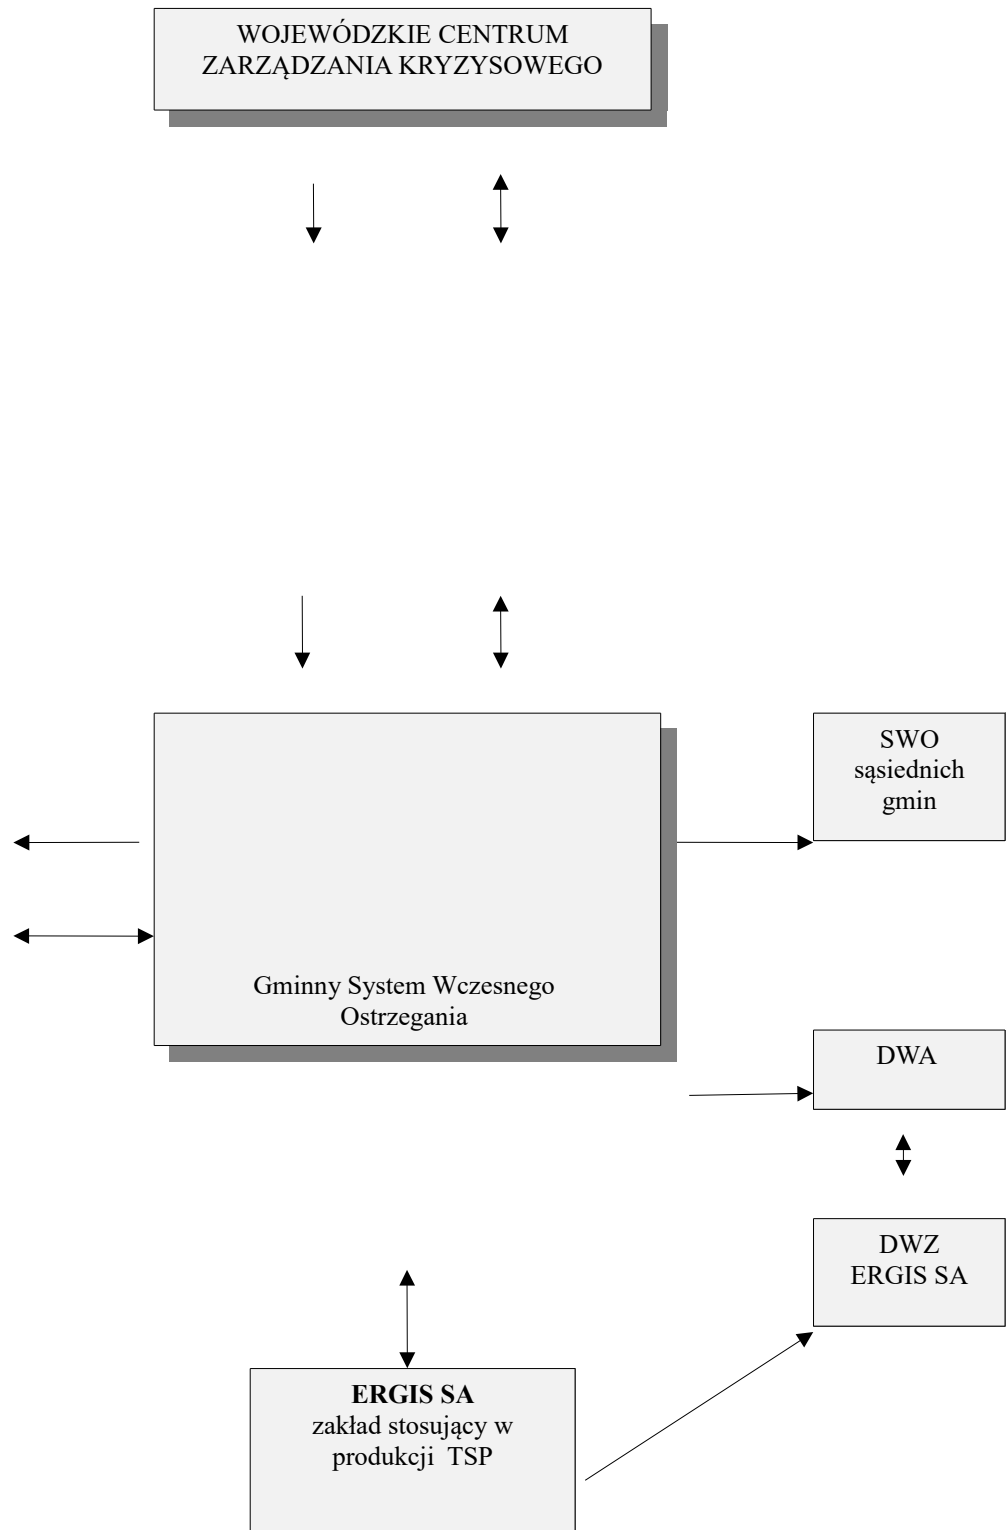 WOJEWÓDZKIE CENTRUM
ZARZĄDZANIA KRYZYSOWEGO
SWO
sąsiednich
gmin
Gminny System Wczesnego
Ostrzegania
DWA
DWZ
ERGIS SA
ERGIS SA
zakład stosujący w
produkcji TSP